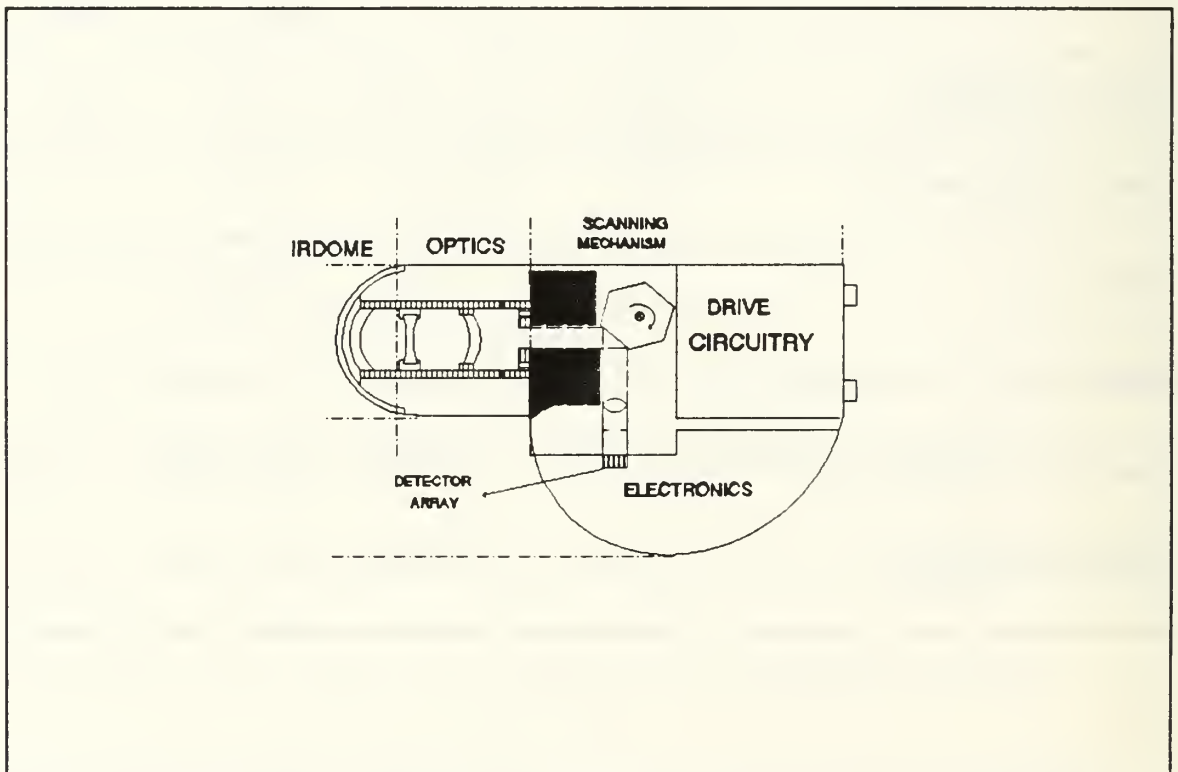 SCANNING
MECHANISM
IRDOME
OPTICS
DRIVE
CIRCUITRY
DETECTOR
ARRAY
ELECTRONICS